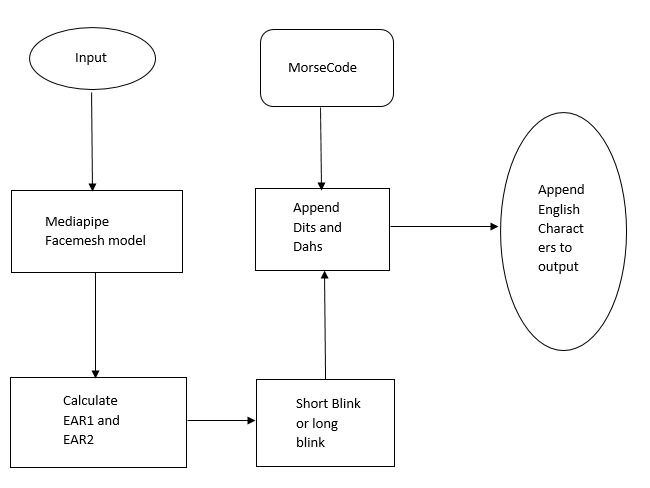 Input
MorseCode
Mediapipe
Facemesh model
Append
Dits and
Dahs
Append
English
Charact
ers to
output
Calculate
EAR1 and
EAR2
Short Blink
or long
blink